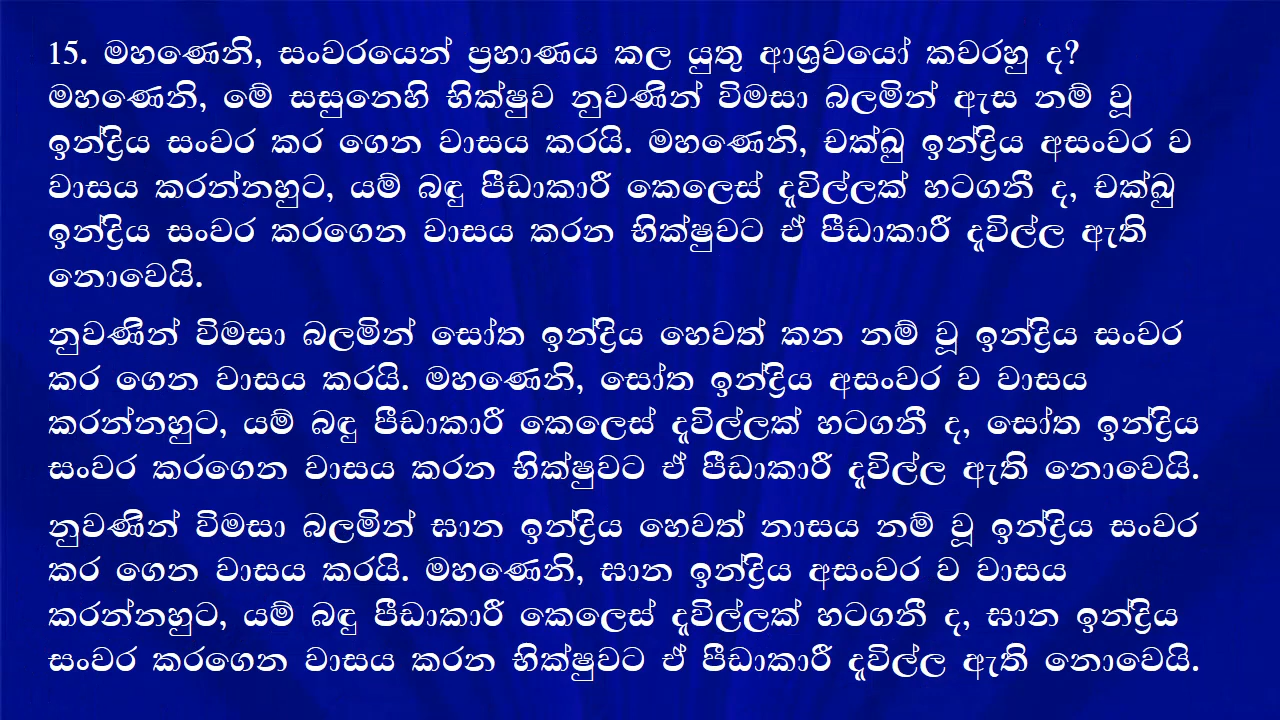 15. මහණෙනි, සංවරයෙන් ප්‍රහාණය කල යුතු ආශ්‍රවයෝ කවරහු ද?
මහණෙනි, මේ සසුනෙහි භික්ෂුව නුවණින් විමසා බලමින් ඇස නම් වූ
ඉන්ද්‍රිය සංවර කර ගෙන වාසය කරයි. මහණෙනි, චක්ඛු ඉන්ද්‍රිය අසංවර ව
වාසය කරන්නහුට, යම් බඳු පීඩාකාරී කෙලෙස් දැවිල්ලක් හටගනී ද, චක්ඛු
ඉන්ද්‍රිය සංවර කරගෙන වාසය කරන භික්ෂුවට ඒ පීඩාකාරී දැවිල්ල ඇති
නොවෙයි.
නුවණින් විමසා බලමින් සෝත ඉන්ද්‍රිය හෙවත් කන නම් වූ ඉන්ද්‍රිය සංවර
කර ගෙන වාසය කරයි. මහණෙනි, සෝත ඉන්ද්‍රිය අසංවර ව වාසය
කරන්නහුට, යම් බඳු පීඩාකාරී කෙලෙස් දැවිල්ලක් හටගනී ද, සෝත ඉන්ද්‍රිය
සංවර කරගෙන වාසය කරන භික්ෂුවට ඒ පීඩාකාරී දැවිල්ල ඇති නොවෙයි.
නුවණින් විමසා බලමින් ඝාන ඉන්ද්‍රිය හෙවත් නාසය නම් වූ ඉන්ද්‍රිය සංවර
කර ගෙන වාසය කරයි. මහණෙනි, ඝාන ඉන්ද්‍රිය අසංවර ව වාසය
කරන්නහුට, යම් බඳු පීඩාකාරී කෙලෙස් දැවිල්ලක් හටගනී ද, ඝාන ඉන්ද්‍රිය
සංවර කරගෙන වාසය කරන භික්ෂුවට ඒ පීඩාකාරී දැවිල්ල ඇති නොවෙයි.